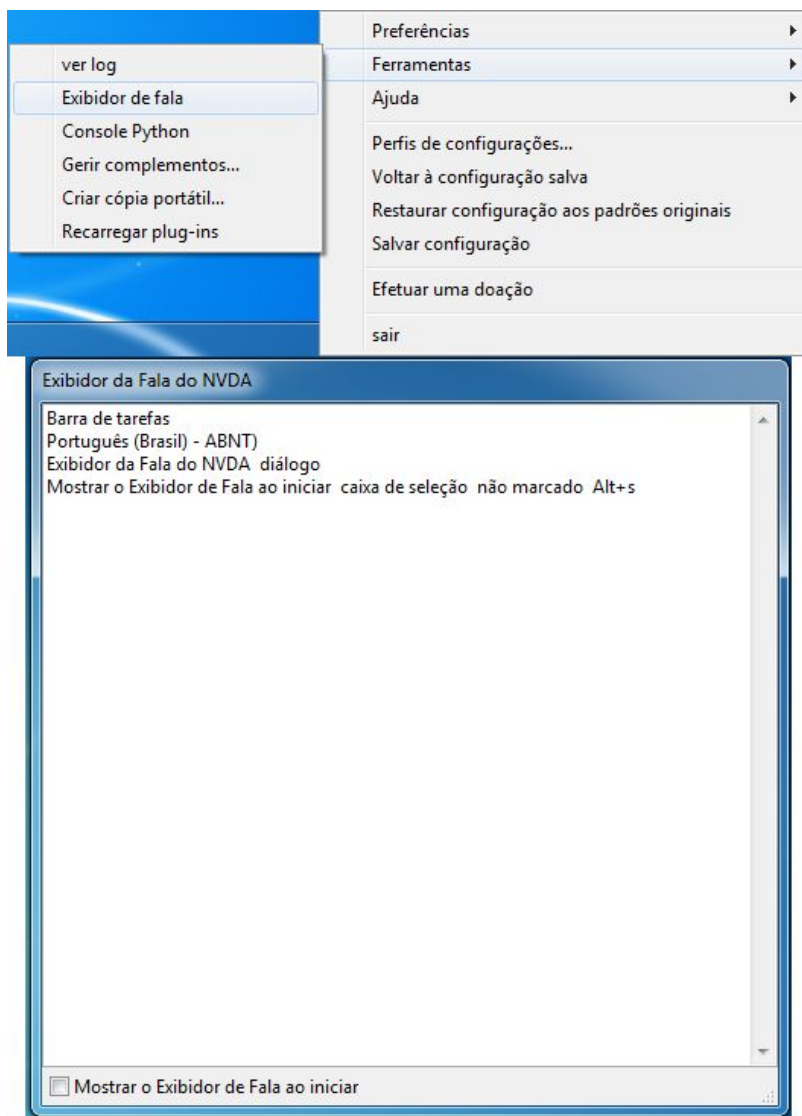 Preferências
Ferramentas
Ajuda
Perfis de configurações...
Voltar à configuração salva
Restaurar configuração aos padrões originais
Salvar configuração
Efetuar uma doação
sair
ver log
Exibidor de fala
Console Python
Gerir complementos...
Criar cópia portátil...
Recarregar plug-ins
Exibidor da Fala do NVDA
Barra de tarefas
Português (Brasil) - ABNT)
Exibidor da Fala do NVDA  diálogo
Mostrar o Exibidor de Fala ao iniciar  caixa de seleção  não marcado  Alt+s
Mostrar o Exibidor de Fala ao iniciar